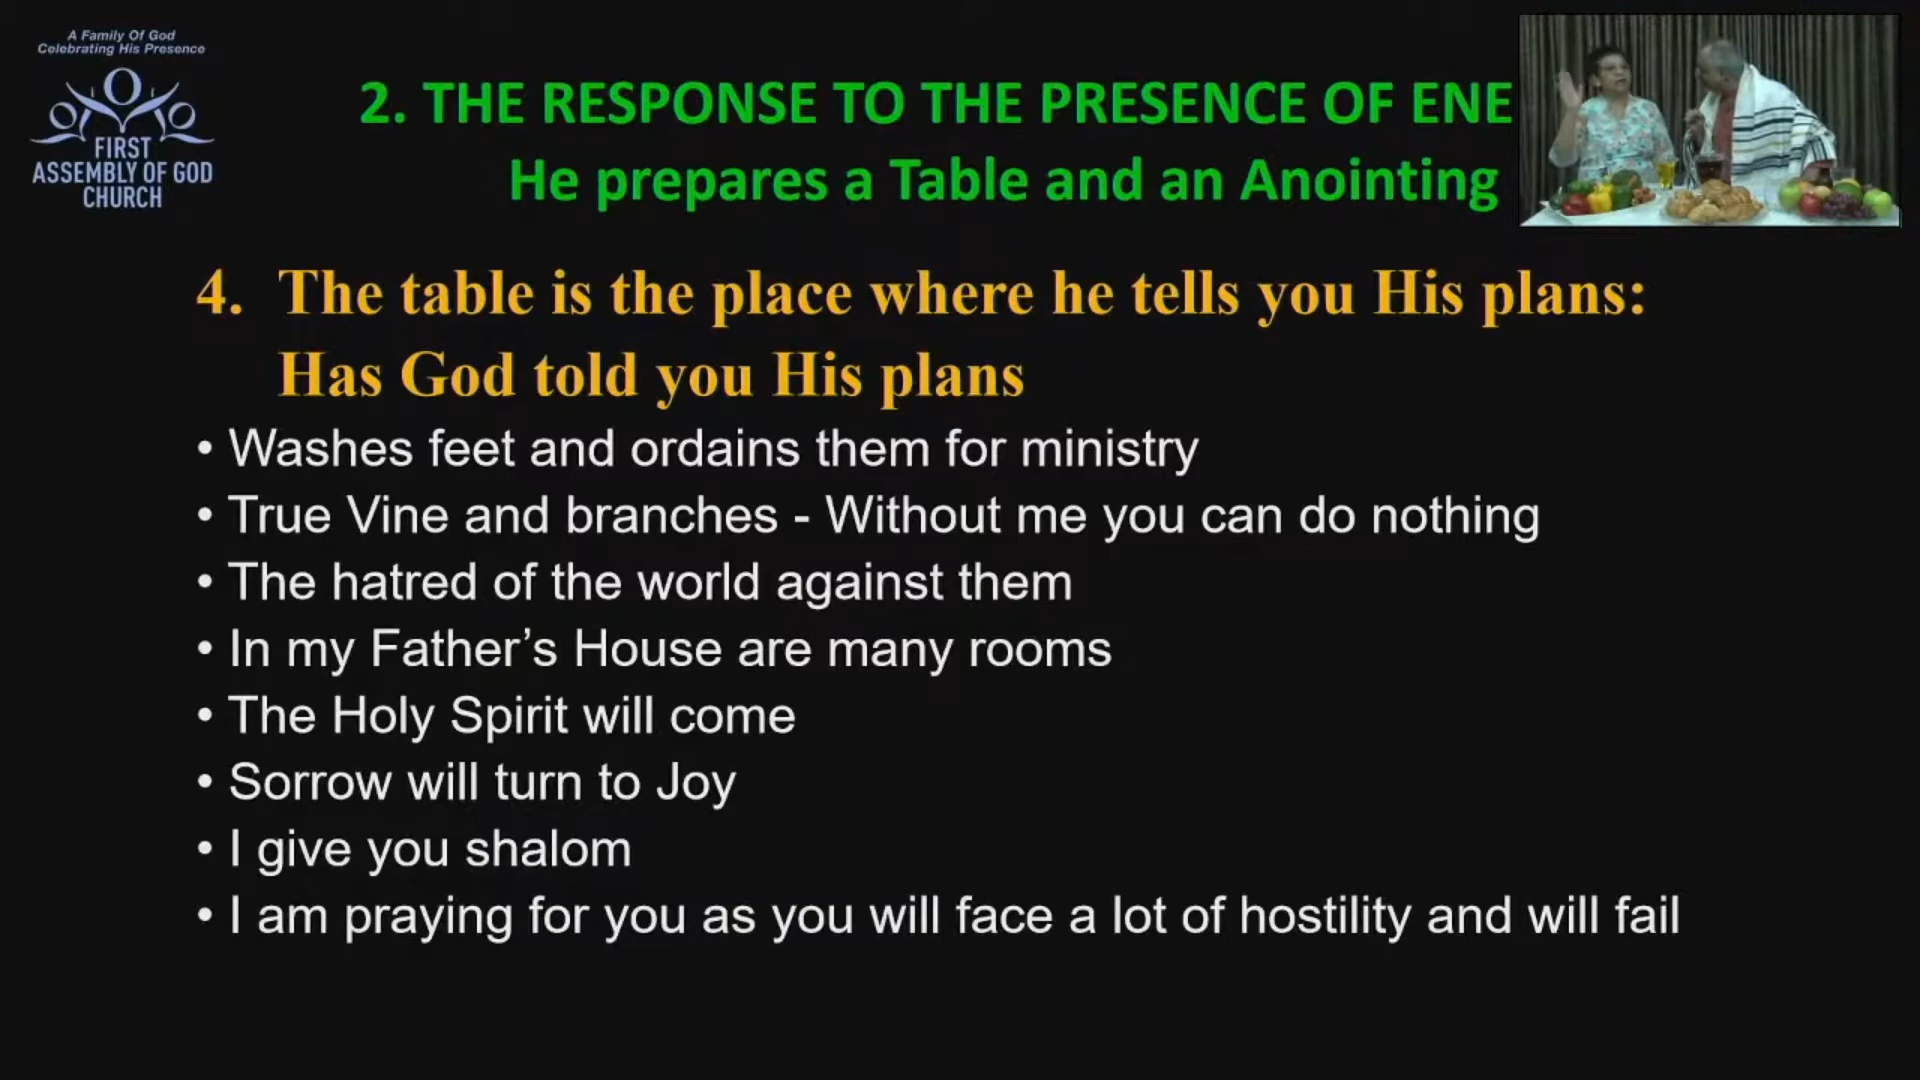 A Family Of God
Celebrating His Presence
FIRST
ASSEMBLY OF GOD
CHURCH
2. THE RESPONSE TO THE PRESENCE OF ENE
He prepares a Table and an Anointing
4. The table is the place where he tells you His plans:
Has God told you His plans
• Washes feet and ordains them for ministry
• True Vine and branches - Without me you can do nothing
• The hatred of the world against them
• In my Father’s House are many rooms
• The Holy Spirit will come
• Sorrow will turn to Joy
• I give you shalom
• I am praying for you as you will face a lot of hostility and will fail